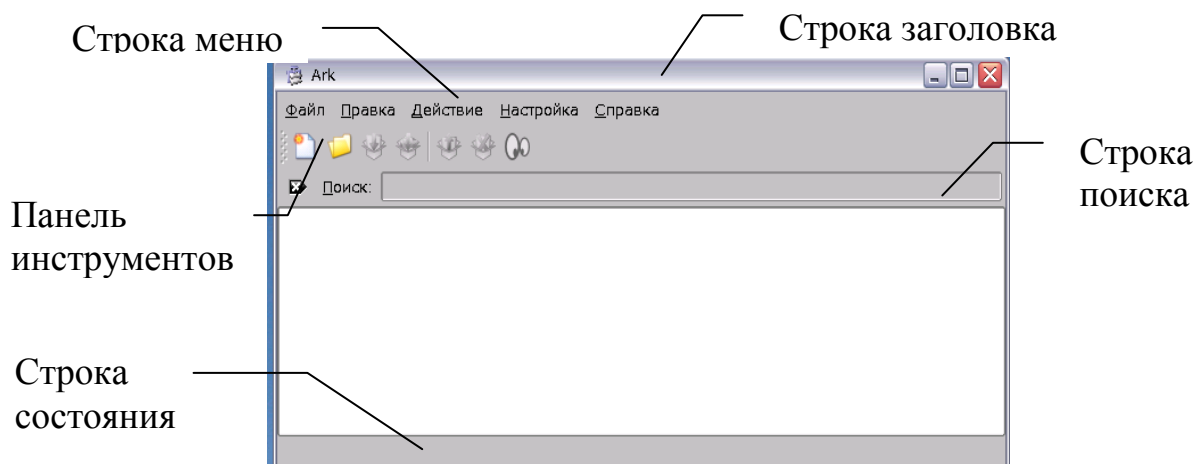 Строка меню
Строка заголовка
Ark
Файл Правка Действие Настройка Справка
Поиск:
Строка
поиска
Панель
инструментов
Строка
состояния